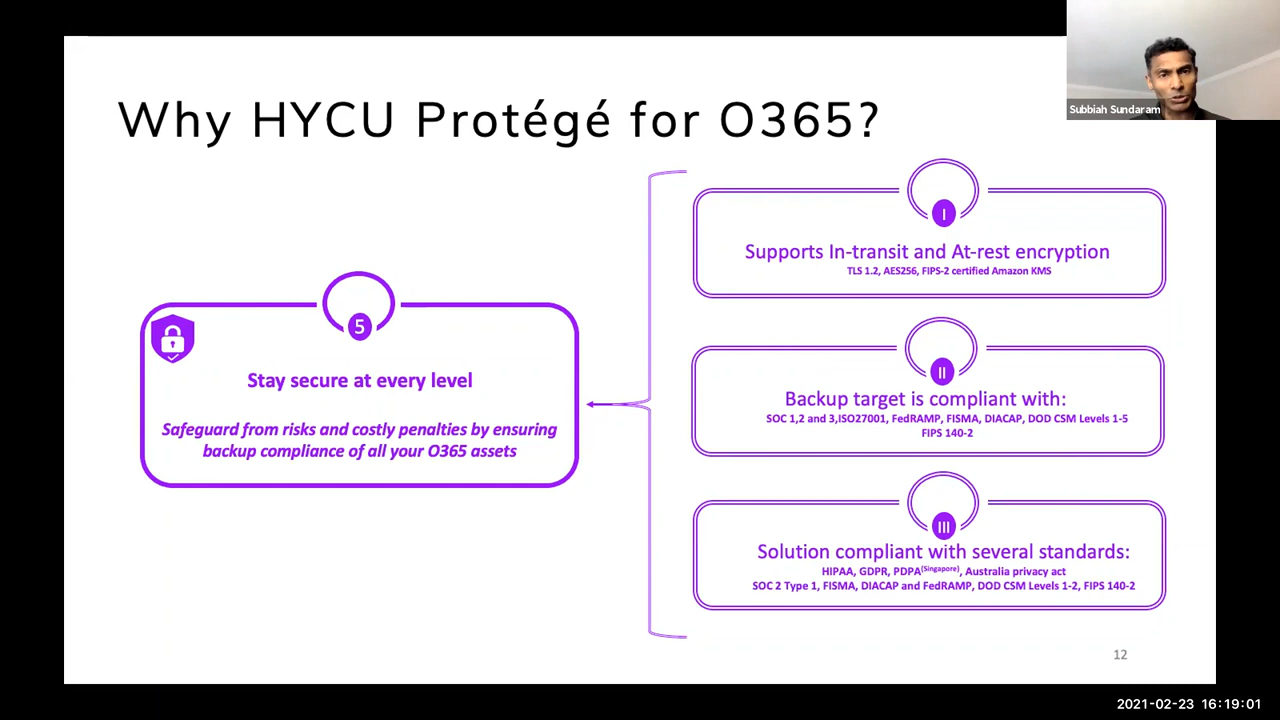 Why HYCU Protégé for O365?
Subbiah Sundaram
5
Stay secure at every level
Safeguard from risks and costly penalties by ensuring
backup compliance of all your O365 assets
I
Supports In-transit and At-rest encryption
TLS 1.2, AES256, FIPS-2 certified Amazon KMS
II
Backup target is compliant with:
SOC 1,2 and 3,ISO27001, FedRAMP, FISMA, DIACAP, DOD CSM Levels 1-5
FIPS 140-2
III
Solution compliant with several standards:
HIPAA, GDPR, PDPA(Singapore), Australia privacy act
SOC 2 Type 1, FISMA, DIACAP and FedRAMP, DOD CSM Levels 1-2, FIPS 140-2
12
2021-02-23 16:19:01